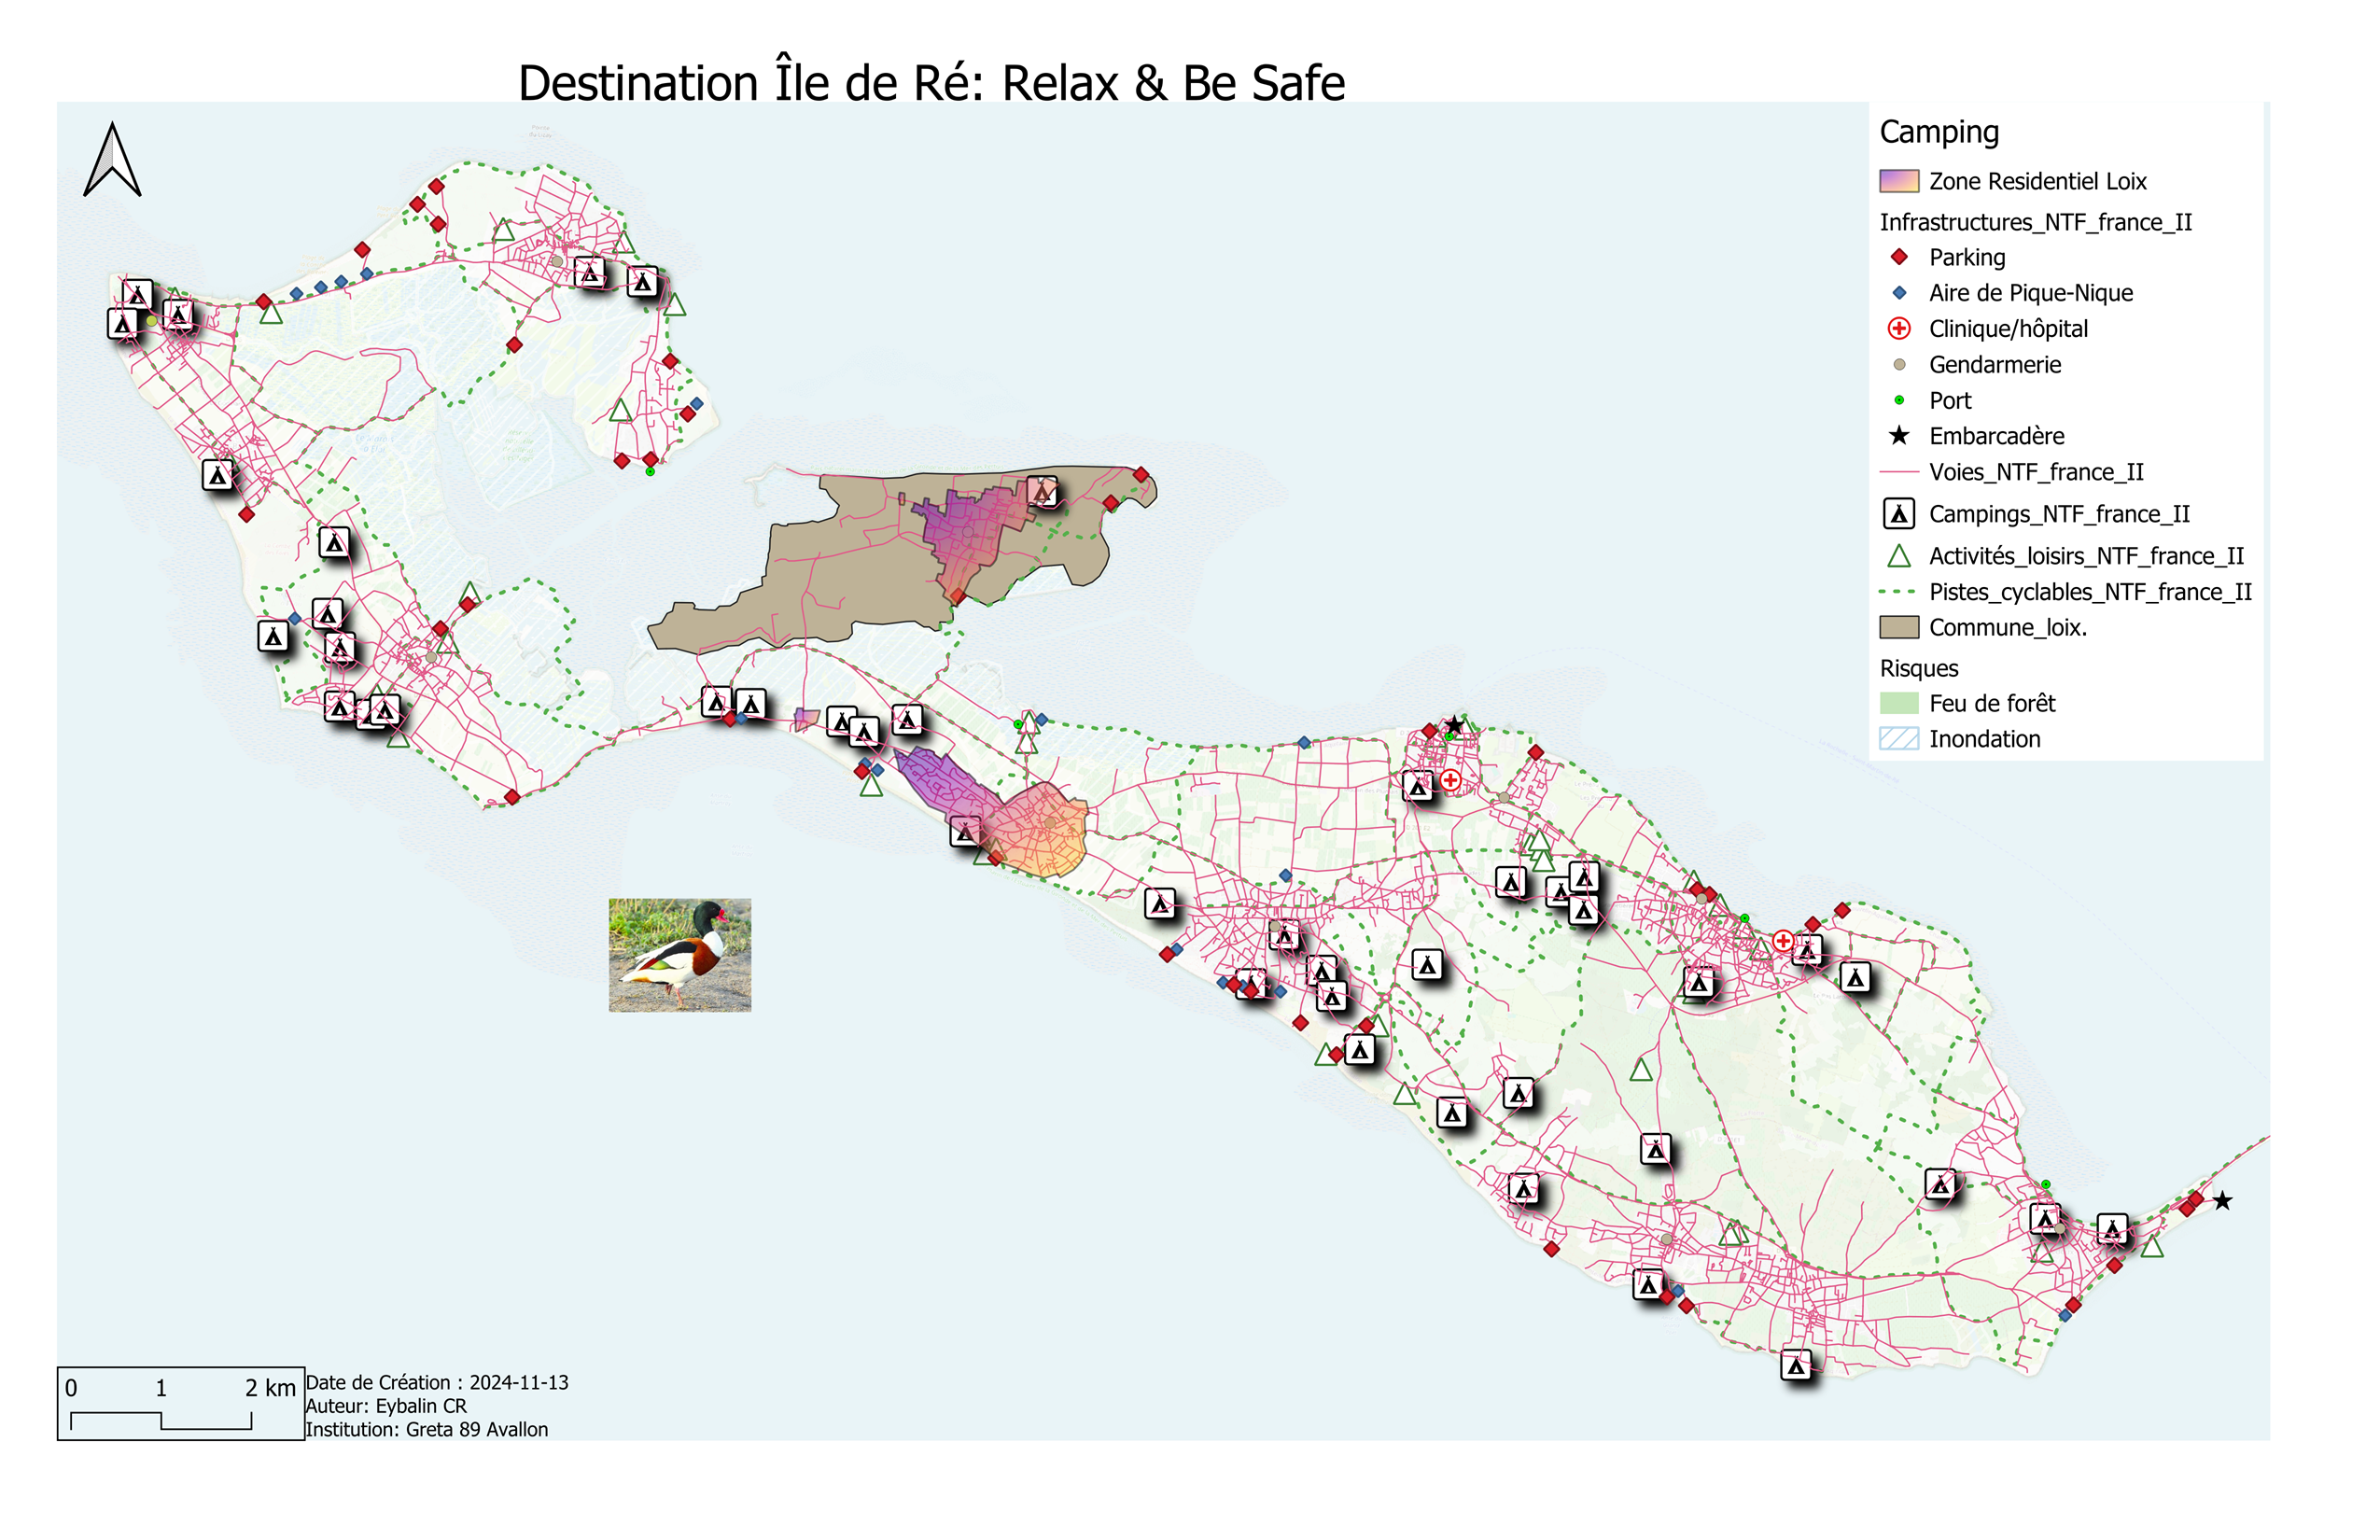 Destination Île de Ré: Relax & Be Safe
Camping
Zone Residentiel Loix
Infrastructures_NTF_france_II
Parking
Aire de Pique-Nique
Clinique/hôpital
Gendarmerie
Port
Embarcadère
Voies_NTF_france_II
Campings_NTF_france_II
Activités_loisirs_NTF_france_II
Pistes_cyclables_NTF_france_II
Commune_loix.
Risques
Feu de forêt
Inondation
0 1 2 km
Date de Création : 2024-11-13
Auteur: Eybalin CR
Institution: Greta 89 Avallon